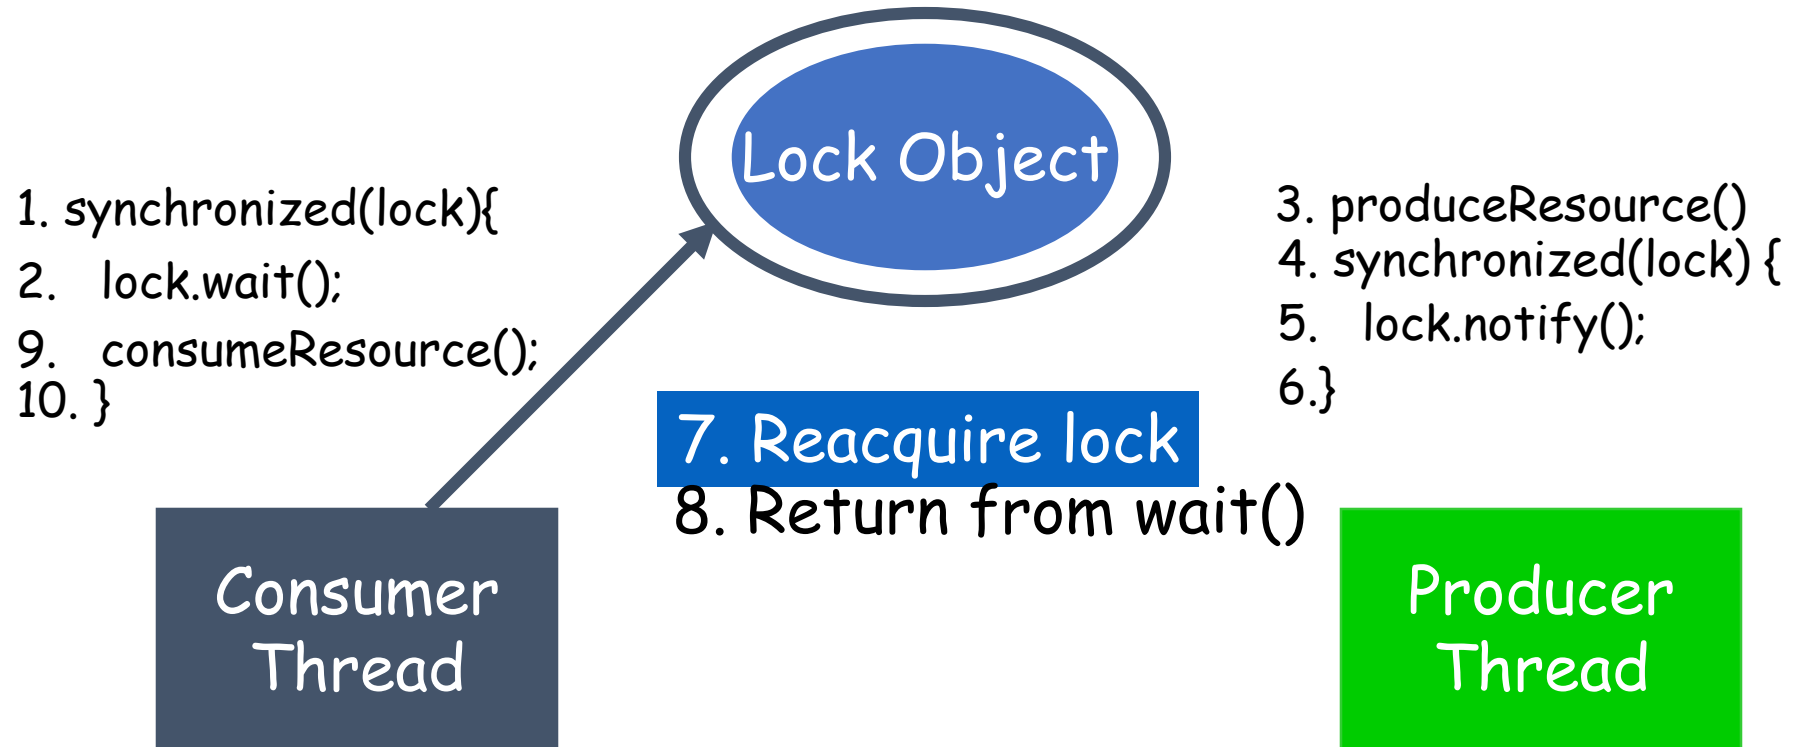 Lock Object
1. synchronized(lock){
2. lock.wait();
9. consumeResource();
10. }
3. produceResource()
4. synchronized(lock) {
5. lock.notify();
6.}
7. Reacquire lock
8. Return from wait()
Consumer
Thread
Producer
Thread